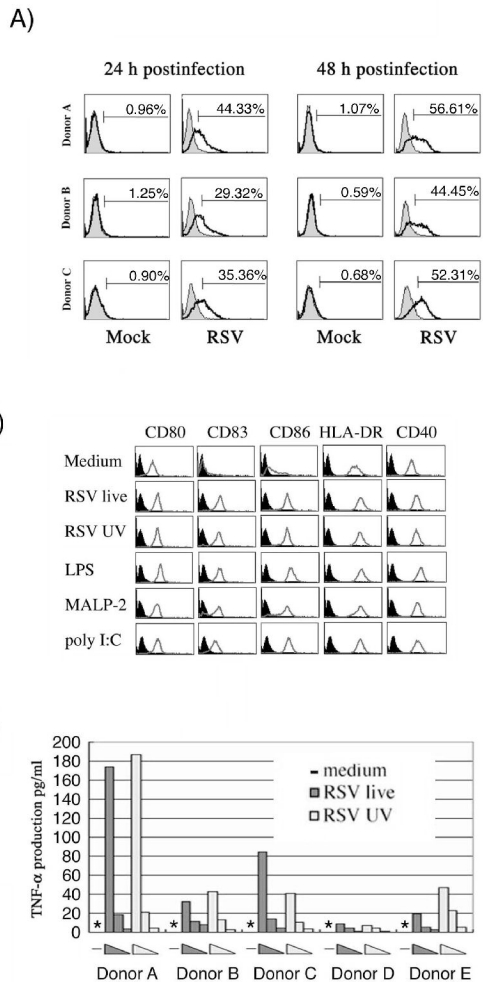 A)
24 h postinfection 48 h postinfection
Donor A 0.96% 44.33% 1.07% 56.61%
Donor B 1.25% 29.32% 0.59% 44.45%
Donor C 0.90% 35.36% 0.68% 52.31%
Mock RSV Mock RSV
)
CD80 CD83 CD86 HLA-DR CD40
Medium
RSV live
RSV UV
LPS
MALP-2
poly I:C
TNF-α production pg/ml
200
180
160
140
120
100
80
60
40
20
0
– medium
RSV live
RSV UV
* * * * *
– – – – –
Donor A Donor B Donor C Donor D Donor E